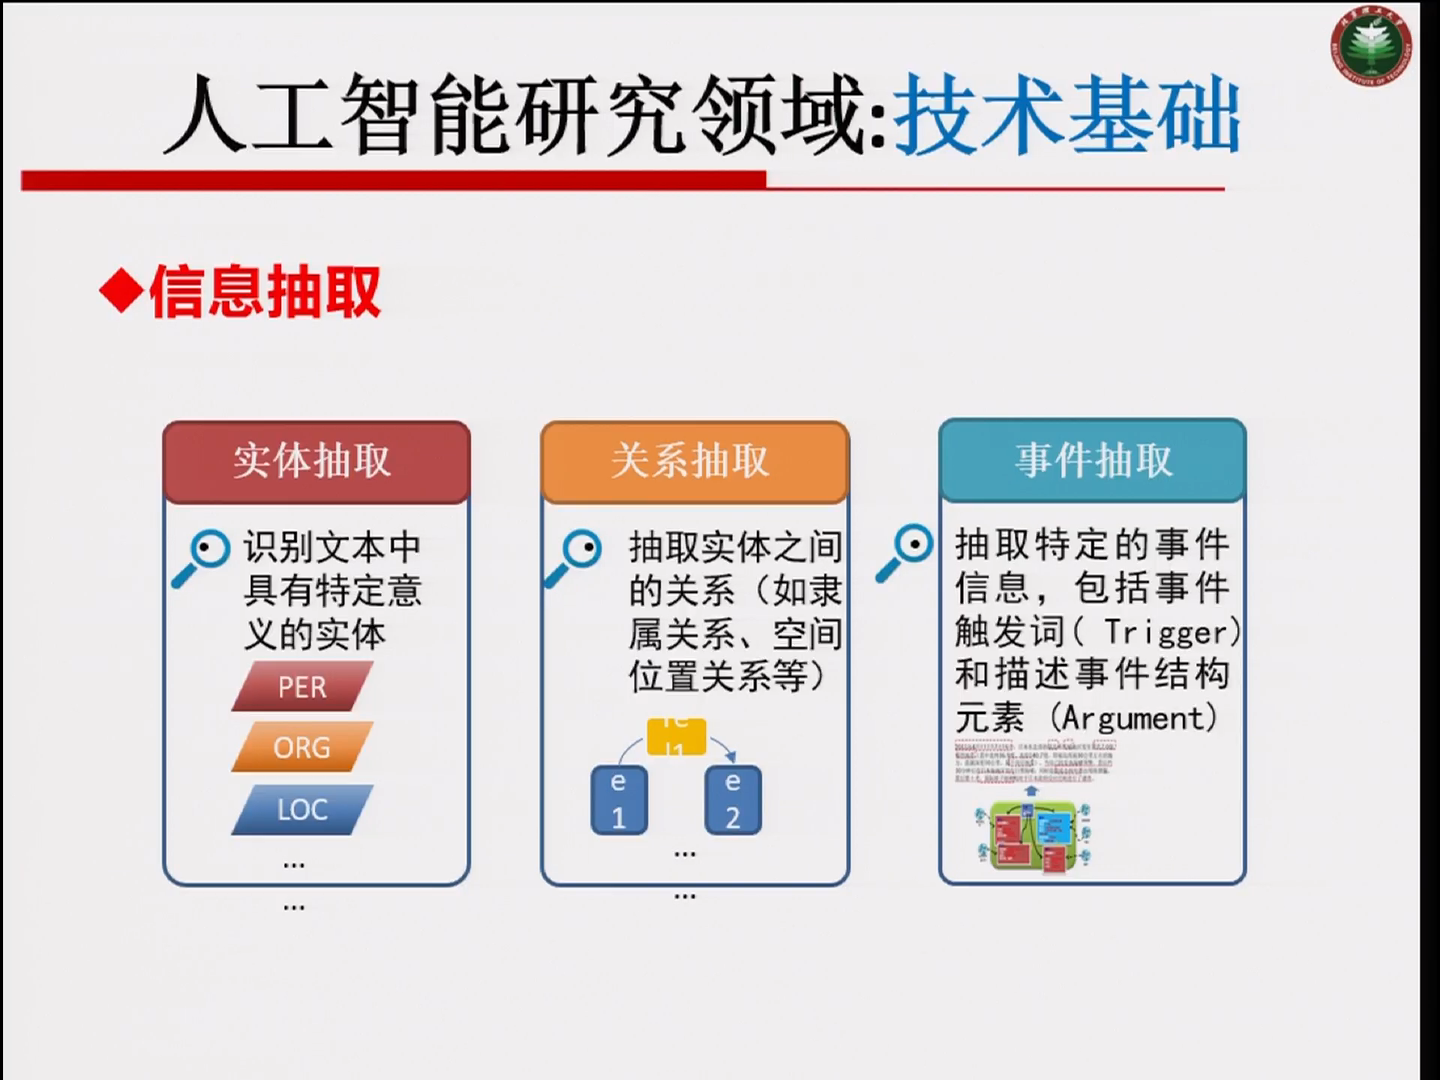 人工智能研究领域:技术基础
◆信息抽取
实体抽取
识别文本中
具有特定意
义的实体
PER
ORG
LOC
...
...
关系抽取
抽取实体之间
的关系（如隶
属关系、空间
位置关系等）
e
1
e
2
...
...
事件抽取
抽取特定的事件
信息，包括事件
触发词( Trigger)
和描述事件结构
元素 (Argument)